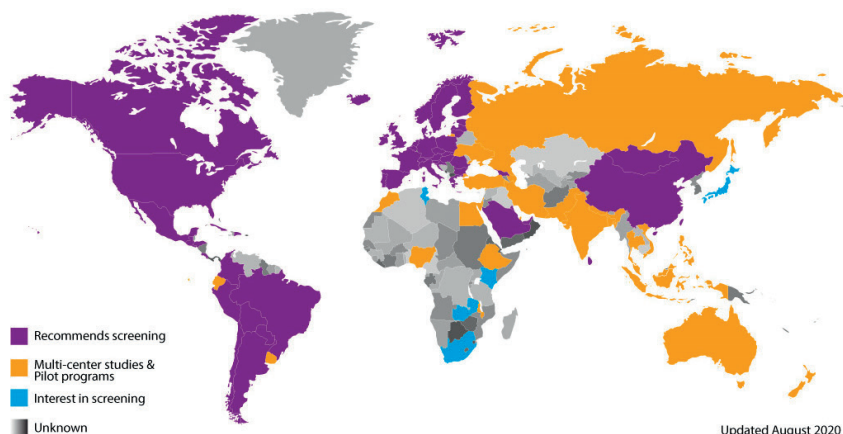 Recommends screening
Multi-center studies &
Pilot programs
Interest in screening
Unknown
Updated August 2020